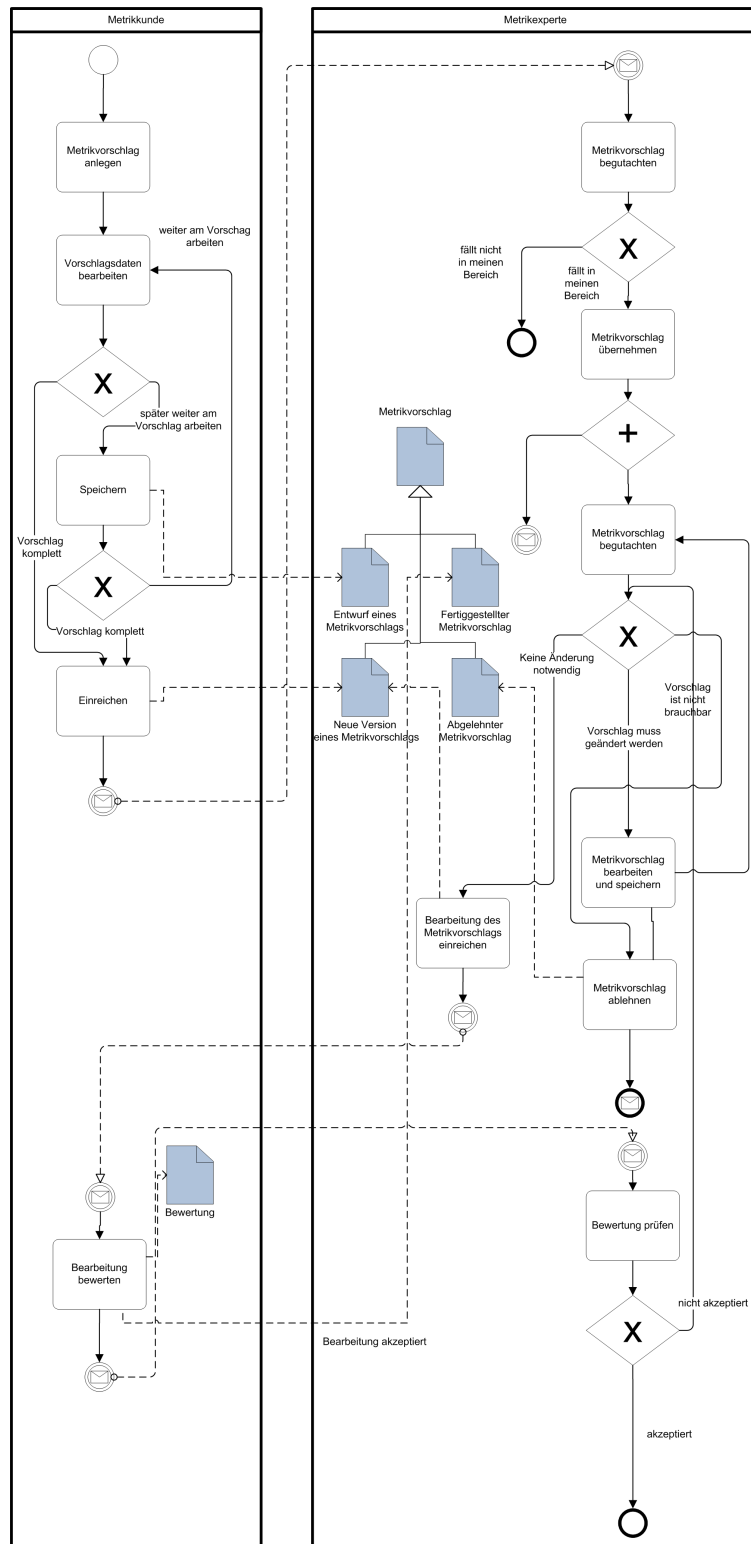 Metrikkunde
Metrikexperte
Metrikvorschlag
anlegen
weiter am Vorschag
arbeiten
Vorschlagsdaten
bearbeiten
X
später weiter am
Vorschlag arbeiten
Speichern
Vorschlag
komplett
X
Vorschlag komplett
Einreichen
Metrikvorschlag
begutachten
X
fällt nicht
in meinen
Bereich
fällt in
meinen
Bereich
Metrikvorschlag
übernehmen
+
Metrikvorschlag
Metrikvorschlag
begutachten
Entwurf eines
Metrikvorschlags
Fertiggestellter
Metrikvorschlag
X
Keine Änderung
notwendig
Vorschlag
ist nicht
brauchbar
Neue Version
eines Metrikvorschlags
Abgelehnter
Metrikvorschlag
Vorschlag muss
geändert werden
Metrikvorschlag
bearbeiten
und speichern
Bearbeitung des
Metrikvorschlags
einreichen
Metrikvorschlag
ablehnen
Bewertung
Bewertung prüfen
Bearbeitung
bewerten
nicht akzeptiert
X
Bearbeitung akzeptiert
akzeptiert